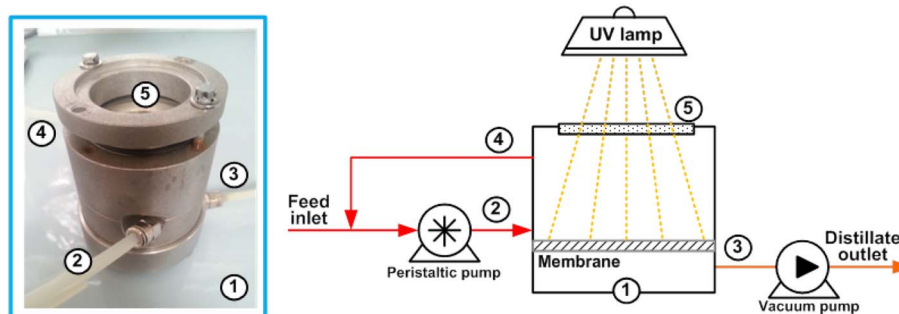 5
4
3
2
1
UV lamp
5
4
Feed
inlet
2
Peristaltic pump
Membrane
3
1
Distillate
outlet
Vacuum pump